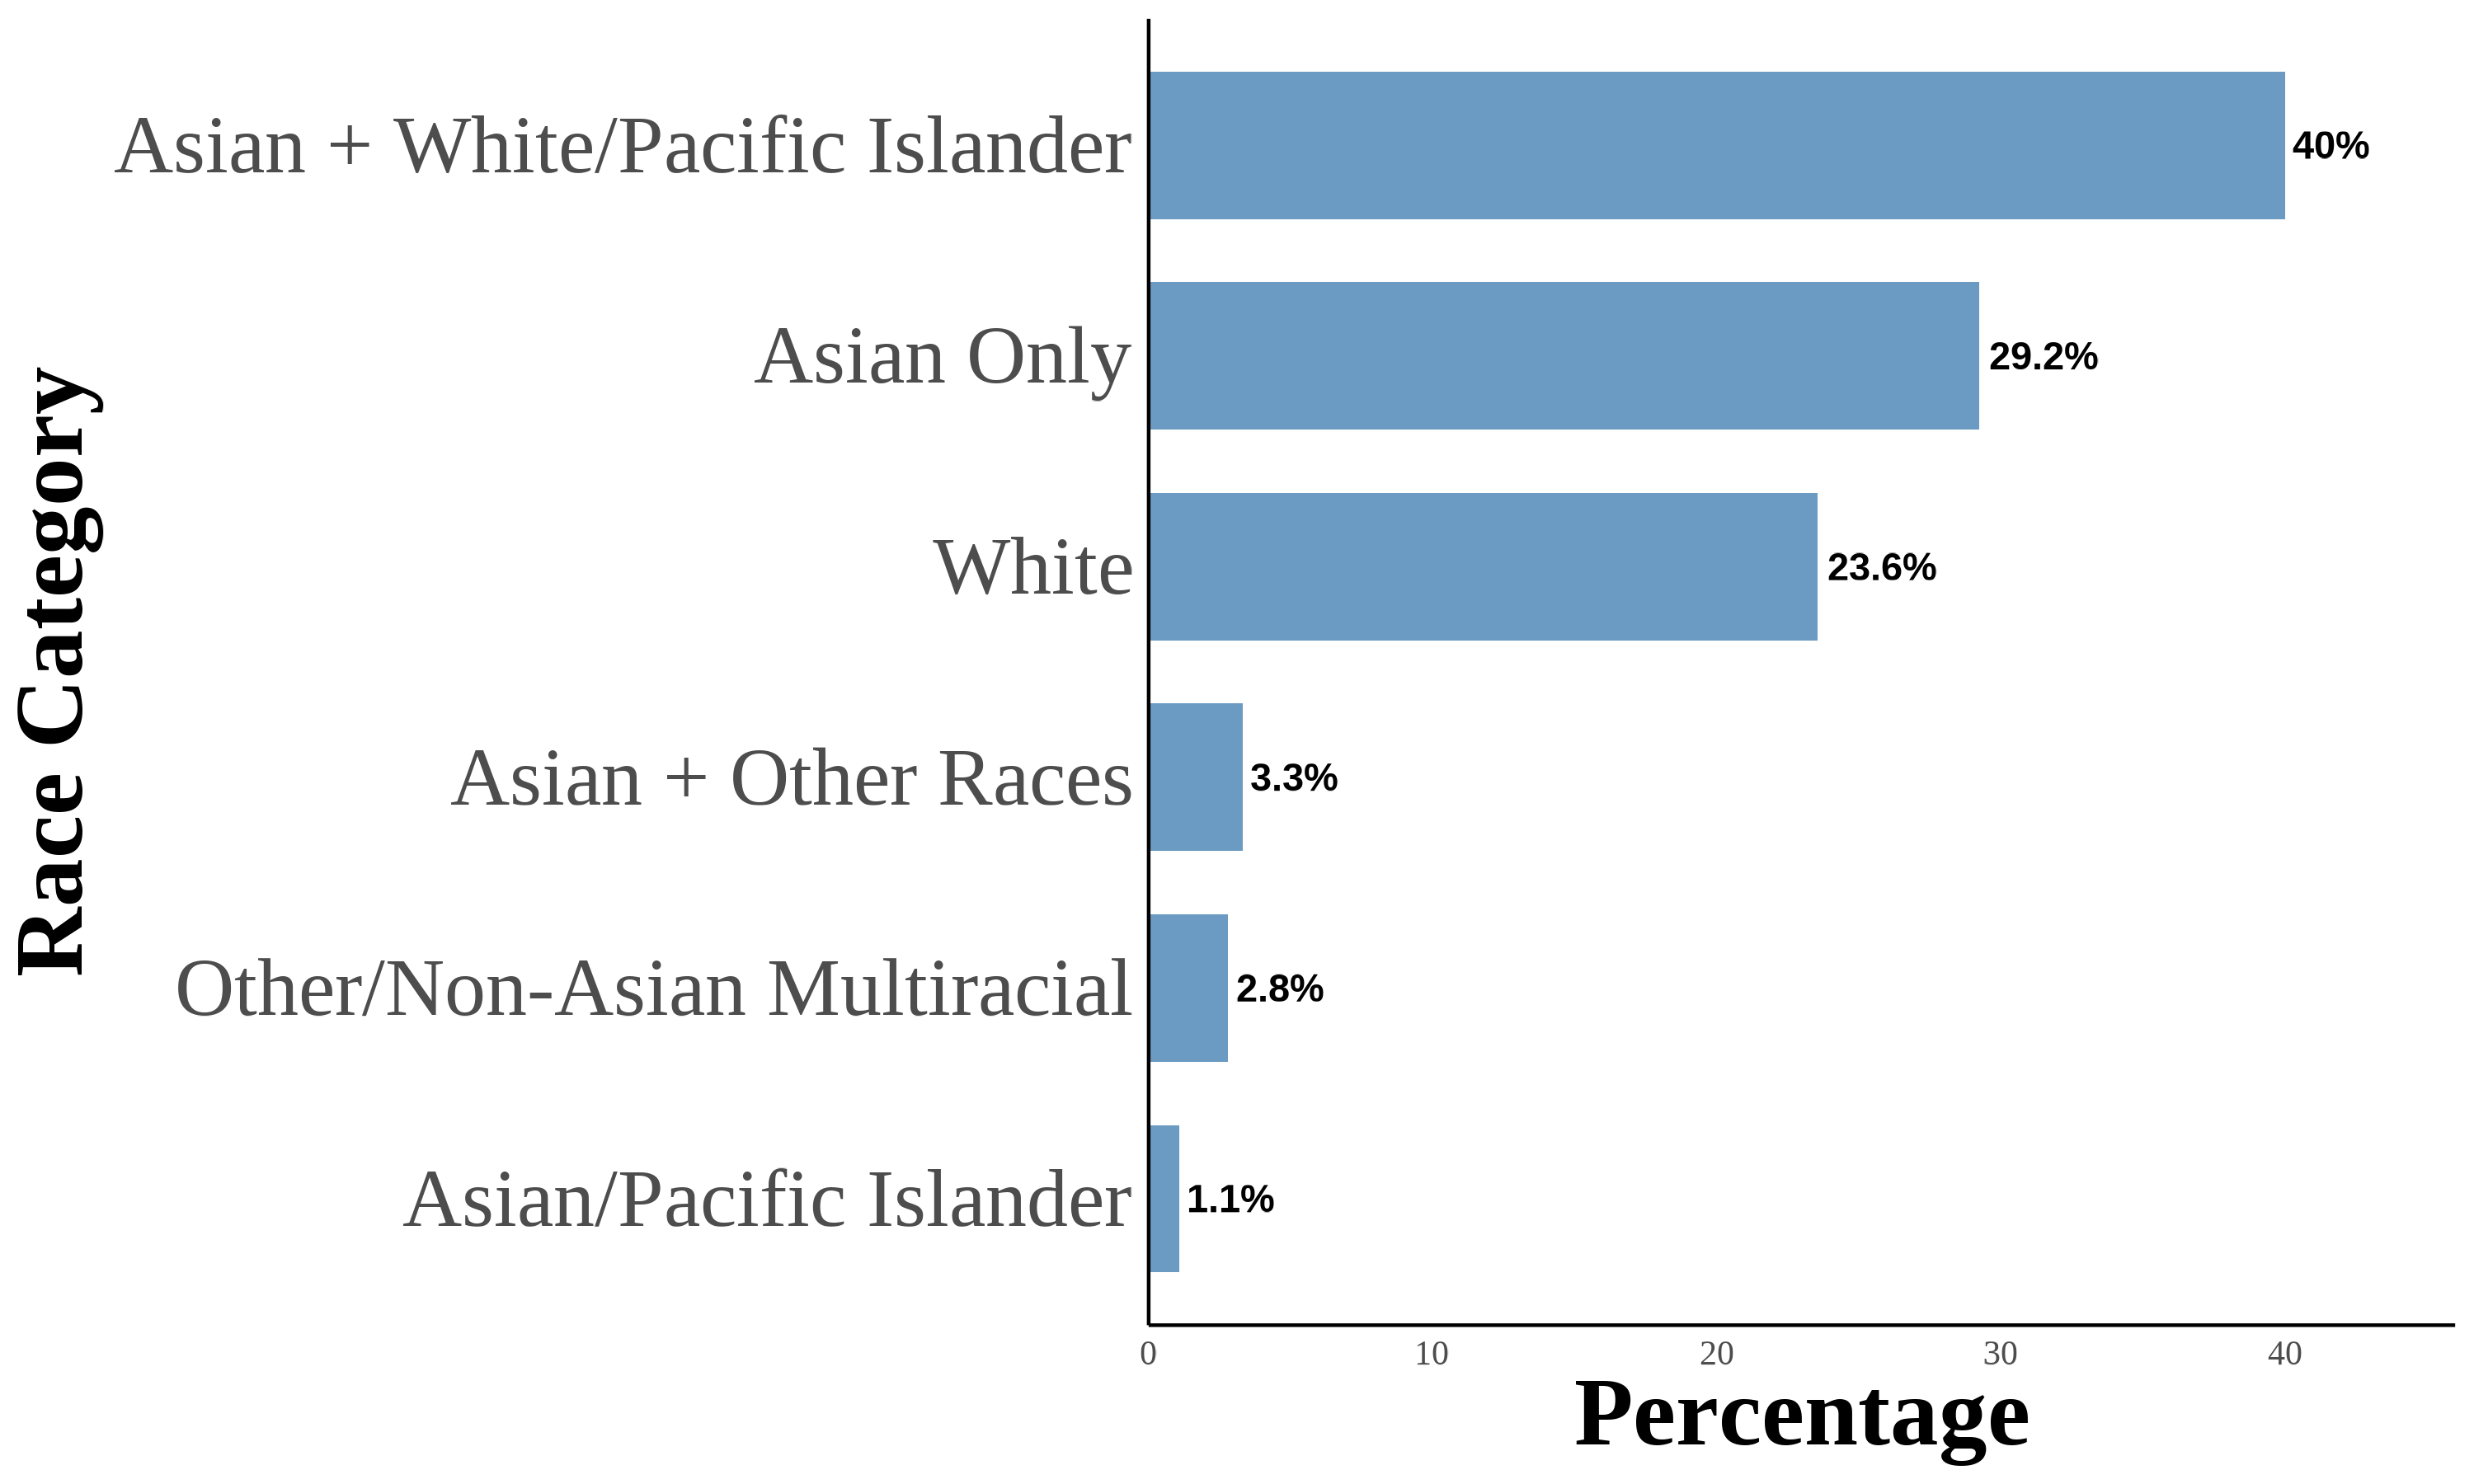 Race Category
Asian + White/Pacific Islander
40%
Asian Only
29.2%
White
23.6%
Asian + Other Races
3.3%
Other/Non-Asian Multiracial
2.8%
Asian/Pacific Islander
1.1%
0 10 20 30 40
Percentage